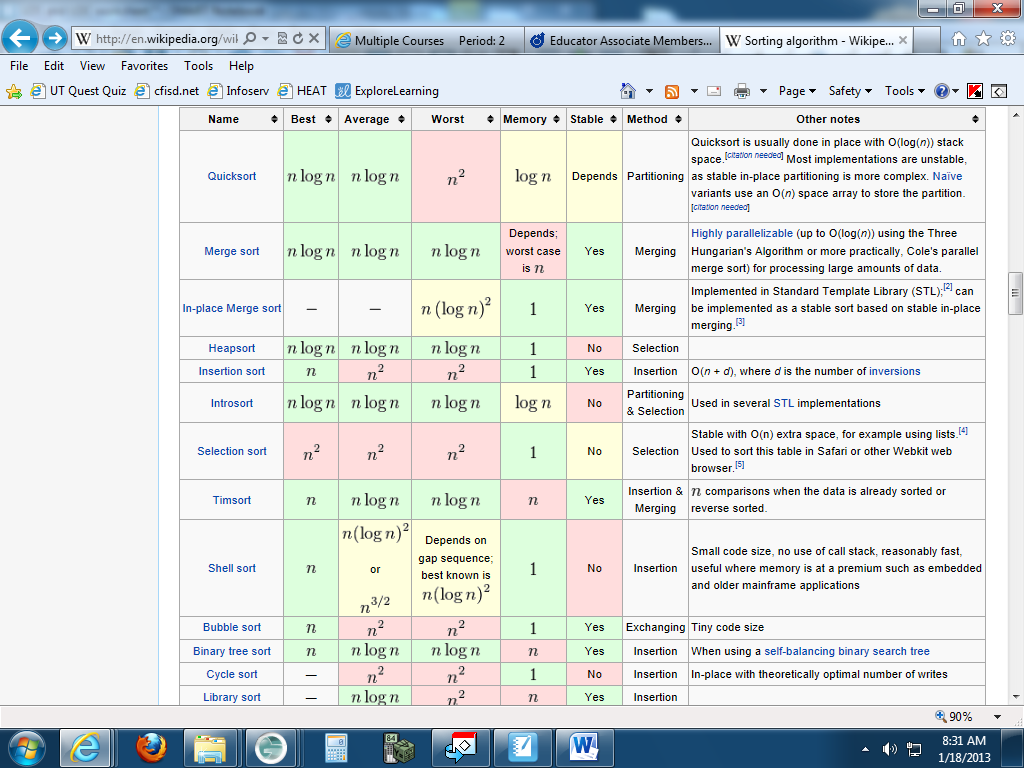 http://en.wikipedia.org/wil
Multiple Courses Period: 2
Educator Associate Members...
W Sorting algorithm - Wikipe...
File Edit View Favorites Tools Help
UT Quest Quiz cfisd.net Infoserv HEAT ExploreLearning
Page Safety Tools
Name Best Average Worst Memory Stable Method Other notes
Quicksort n log n n log n n² log n Depends Partitioning
Quicksort is usually done in place with O(log(n)) stack
space.[citation needed] Most implementations are unstable,
as stable in-place partitioning is more complex. Naïve
variants use an O(n) space array to store the partition.
[citation needed]
Merge sort n log n n log n n log n
Depends;
worst case
is n
Yes Merging
Highly parallelizable (up to O(log(n)) using the Three
Hungarian's Algorithm or more practically, Cole's parallel
merge sort) for processing large amounts of data.
In-place Merge sort — — n (log n)² 1 Yes Merging
Implemented in Standard Template Library (STL);[2] can
be implemented as a stable sort based on stable in-place
merging.[3]
Heapsort n log n n log n n log n 1 No Selection
Insertion sort n n² n² 1 Yes Insertion O(n + d), where d is the number of inversions
Introsort n log n n log n n log n log n No
Partitioning
& Selection
Used in several STL implementations
Selection sort n² n² n² 1 No Selection
Stable with O(n) extra space, for example using lists.[4]
Used to sort this table in Safari or other Webkit web
browser.[5]
Timsort n n log n n log n n Yes
Insertion &
Merging
n comparisons when the data is already sorted or
reverse sorted.
Shell sort n
n(log n)²
or
n^3/2
Depends on
gap sequence;
best known is
n(log n)²
1 No Insertion
Small code size, no use of call stack, reasonably fast,
useful where memory is at a premium such as embedded
and older mainframe applications
Bubble sort n n² n² 1 Yes Exchanging Tiny code size
Binary tree sort n n log n n log n n Yes Insertion When using a self-balancing binary search tree
Cycle sort — n² n² 1 No Insertion In-place with theoretically optimal number of writes
Library sort — n log n n² n Yes Insertion
90%
84
8:31 AM
1/18/2013